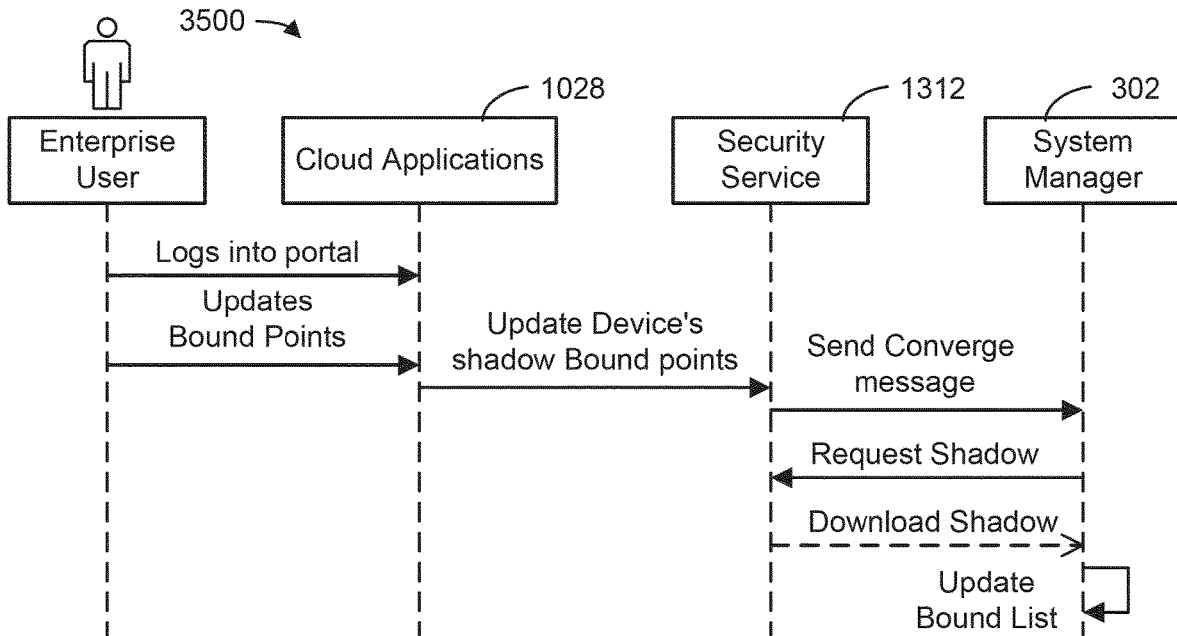 3500
1028
1312
302
Enterprise
User
Cloud Applications
Security
Service
System
Manager
Logs into portal
Updates
Bound Points
Update Device's
shadow Bound points
Send Converge
message
Request Shadow
Download Shadow
Update
Bound List